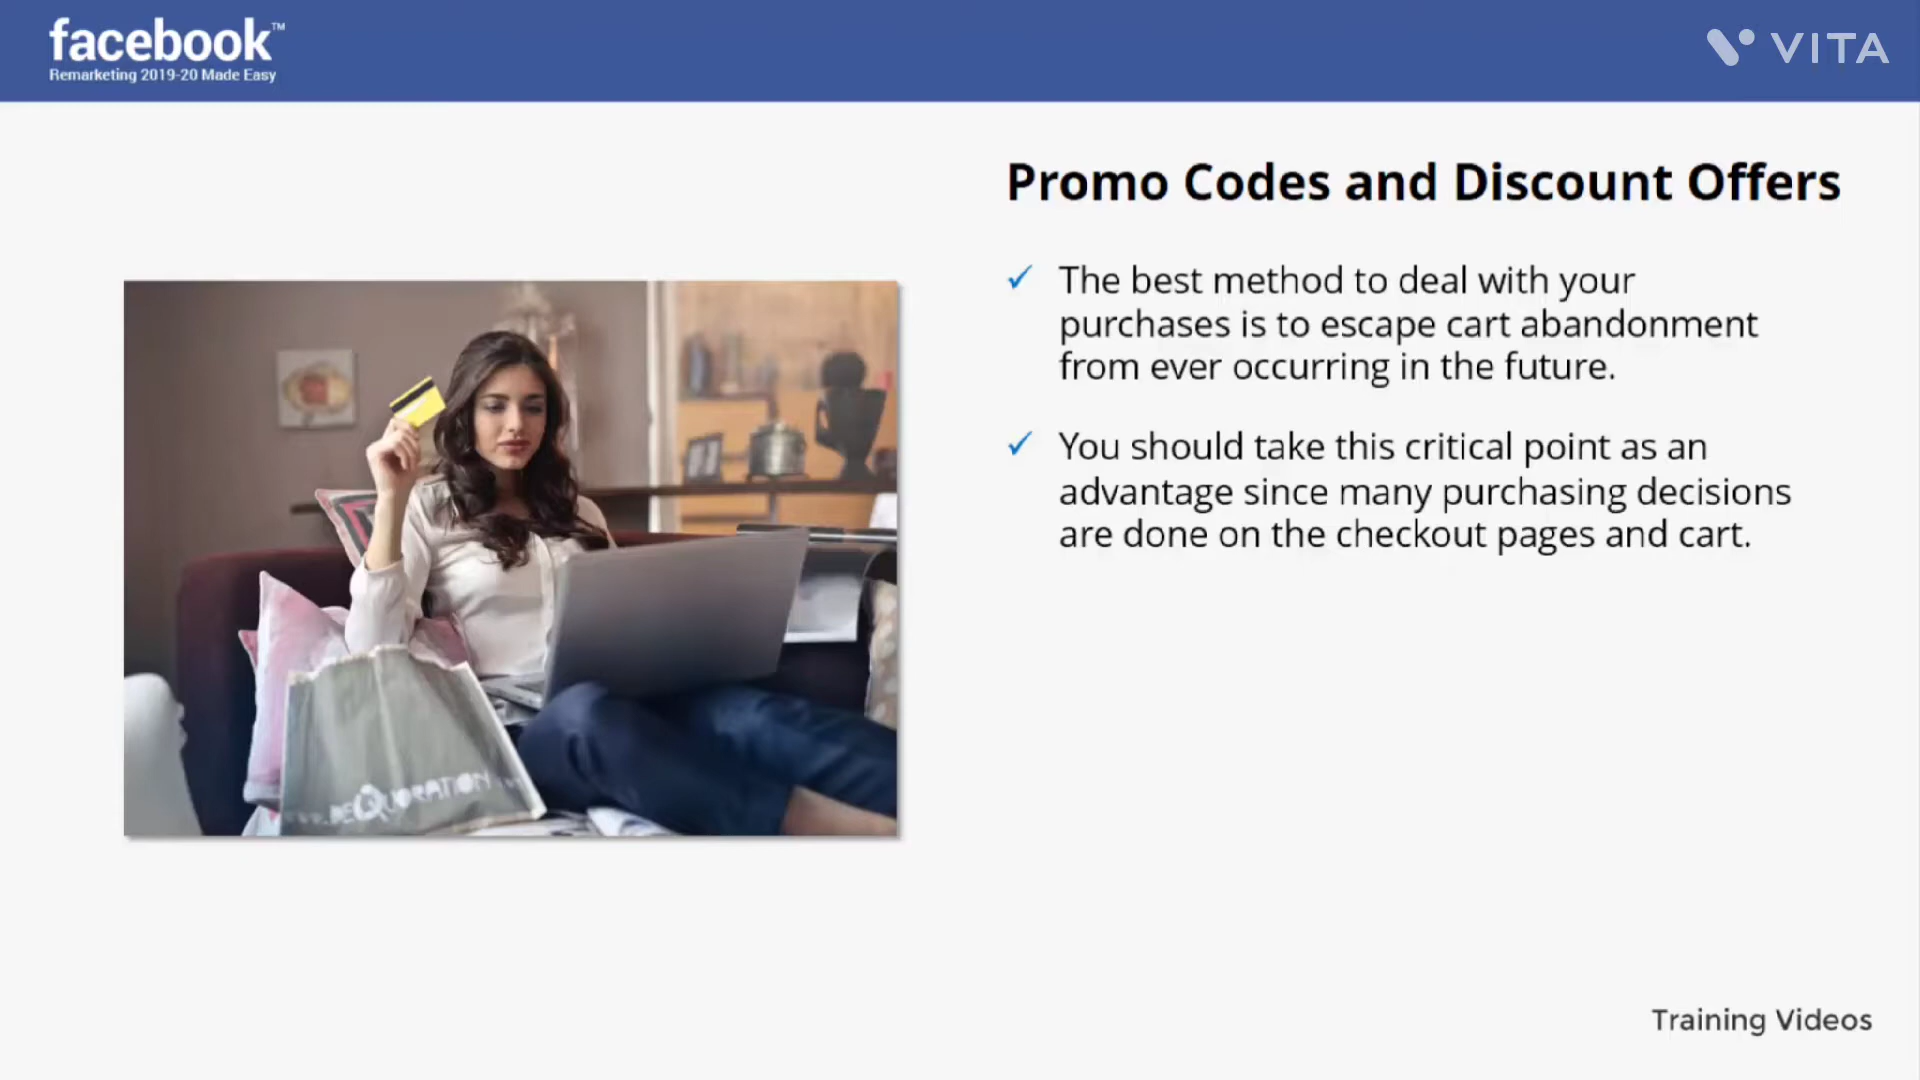 facebook™
Remarketing 2019-20 Made Easy
VITA
Promo Codes and Discount Offers
✓ The best method to deal with your
purchases is to escape cart abandonment
from ever occurring in the future.
✓ You should take this critical point as an
advantage since many purchasing decisions
are done on the checkout pages and cart.
Training Videos